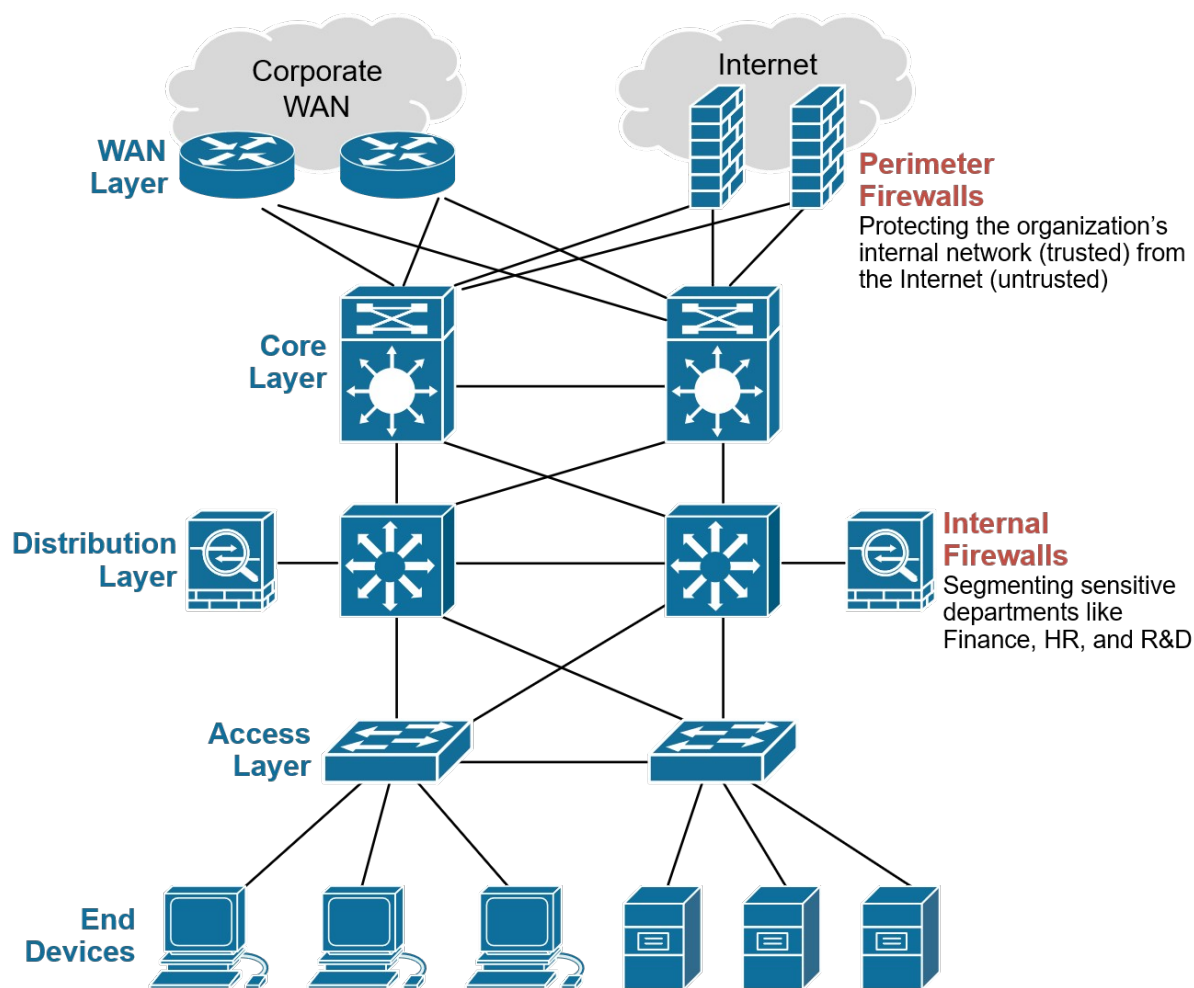 Corporate
WAN
Internet
WAN
Layer
Perimeter
Firewalls
Protecting the organization’s
internal network (trusted) from
the Internet (untrusted)
Core
Layer
Distribution
Layer
Internal
Firewalls
Segmenting sensitive
departments like
Finance, HR, and R&D
Access
Layer
End
Devices